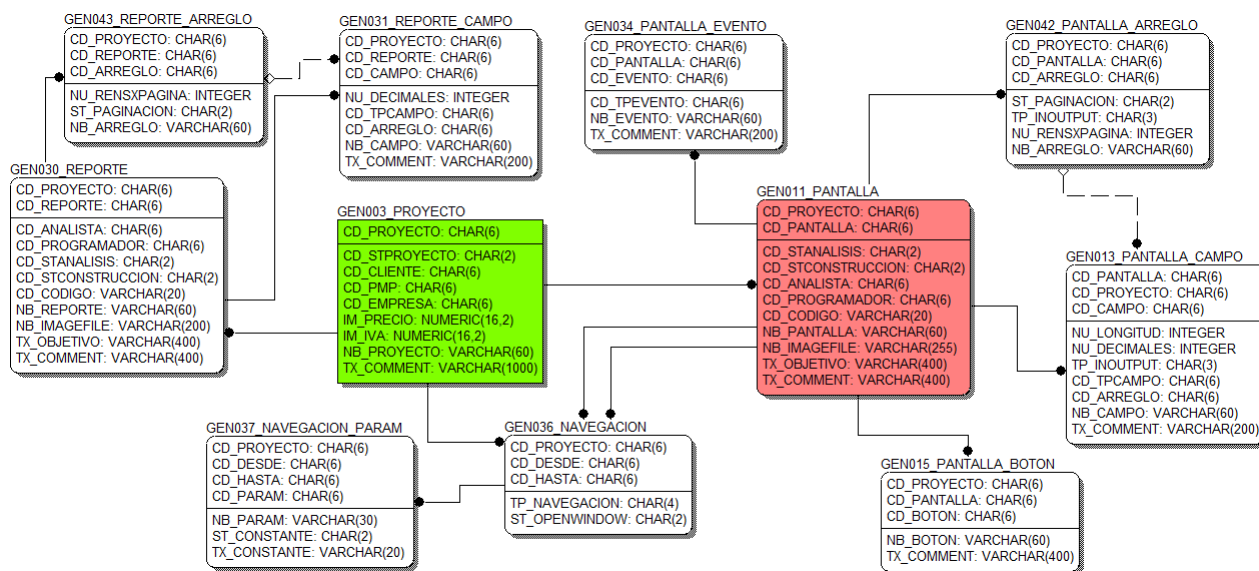 GEN043_REPORTE_ARREGLO
CD_PROYECTO: CHAR(6)
CD_REPORTE: CHAR(6)
CD_ARREGLO: CHAR(6)
NU_RENSXPAGINA: INTEGER
ST_PAGINACION: CHAR(2)
NB_ARREGLO: VARCHAR(60)
GEN031_REPORTE_CAMPO
CD_PROYECTO: CHAR(6)
CD_REPORTE: CHAR(6)
CD_CAMPO: CHAR(6)
NU_DECIMALES: INTEGER
CD_TPCAMPO: CHAR(6)
CD_ARREGLO: CHAR(6)
NB_CAMPO: VARCHAR(60)
TX_COMMENT: VARCHAR(200)
GEN034_PANTALLA_EVENTO
CD_PROYECTO: CHAR(6)
CD_PANTALLA: CHAR(6)
CD_EVENTO: CHAR(6)
CD_TPEVENTO: CHAR(6)
NB_EVENTO: VARCHAR(60)
TX_COMMENT: VARCHAR(200)
GEN042_PANTALLA_ARREGLO
CD_PROYECTO: CHAR(6)
CD_PANTALLA: CHAR(6)
CD_ARREGLO: CHAR(6)
ST_PAGINACION: CHAR(2)
TP_INOUTPUT: CHAR(3)
NU_RENSXPAGINA: INTEGER
NB_ARREGLO: VARCHAR(60)
GEN030_REPORTE
CD_PROYECTO: CHAR(6)
CD_REPORTE: CHAR(6)
CD_ANALISTA: CHAR(6)
CD_PROGRAMADOR: CHAR(6)
CD_STANALISIS: CHAR(2)
CD_STCONSTRUCCION: CHAR(2)
CD_CODIGO: VARCHAR(20)
NB_REPORTE: VARCHAR(60)
NB_IMAGEFILE: VARCHAR(200)
TX_OBJETIVO: VARCHAR(400)
TX_COMMENT: VARCHAR(400)
GEN003_PROYECTO
CD_PROYECTO: CHAR(6)
CD_STPROYECTO: CHAR(2)
CD_CLIENTE: CHAR(6)
CD_PMP: CHAR(6)
CD_EMPRESA: CHAR(6)
IM_PRECIO: NUMERIC(16,2)
IM_IVA: NUMERIC(16,2)
NB_PROYECTO: VARCHAR(60)
TX_COMMENT: VARCHAR(1000)
GEN011_PANTALLA
CD_PROYECTO: CHAR(6)
CD_PANTALLA: CHAR(6)
CD_STANALISIS: CHAR(2)
CD_STCONSTRUCCION: CHAR(2)
CD_ANALISTA: CHAR(6)
CD_PROGRAMADOR: CHAR(6)
CD_CODIGO: VARCHAR(20)
NB_PANTALLA: VARCHAR(60)
NB_IMAGEFILE: VARCHAR(255)
TX_OBJETIVO: VARCHAR(400)
TX_COMMENT: VARCHAR(400)
GEN013_PANTALLA_CAMPO
CD_PANTALLA: CHAR(6)
CD_PROYECTO: CHAR(6)
CD_CAMPO: CHAR(6)
NU_LONGITUD: INTEGER
NU_DECIMALES: INTEGER
TP_INOUTPUT: CHAR(3)
CD_TPCAMPO: CHAR(6)
CD_ARREGLO: CHAR(6)
NB_CAMPO: VARCHAR(60)
TX_COMMENT: VARCHAR(200)
GEN037_NAVEGACION_PARAM
CD_PROYECTO: CHAR(6)
CD_DESDE: CHAR(6)
CD_HASTA: CHAR(6)
CD_PARAM: CHAR(6)
NB_PARAM: VARCHAR(30)
ST_CONSTANTE: CHAR(2)
TX_CONSTANTE: VARCHAR(20)
GEN036_NAVEGACION
CD_PROYECTO: CHAR(6)
CD_DESDE: CHAR(6)
CD_HASTA: CHAR(6)
TP_NAVEGACION: CHAR(4)
ST_OPENWINDOW: CHAR(2)
GEN015_PANTALLA_BOTON
CD_PROYECTO: CHAR(6)
CD_PANTALLA: CHAR(6)
CD_BOTON: CHAR(6)
NB_BOTON: VARCHAR(60)
TX_COMMENT: VARCHAR(400)